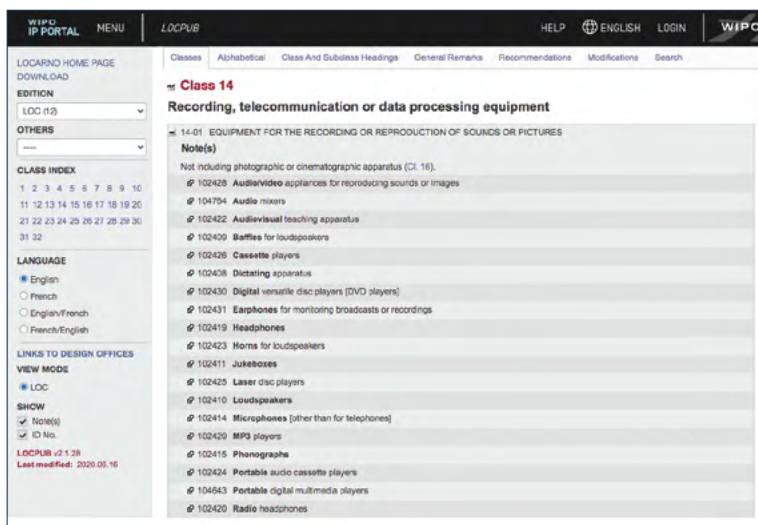 WIPO
IP PORTAL MENU LOCPUB HELP ENGLISH LOGIN WIPO
LOCARNO HOME PAGE
DOWNLOAD
EDITION
LOC (12)
OTHERS
----
CLASS INDEX
1 2 3 4 5 6 7 8 9 10
11 12 13 14 15 16 17 18 19 20
21 22 23 24 25 26 27 28 29 30
31 32
LANGUAGE
English
French
English/French
French/English
LINKS TO DESIGN OFFICES
VIEW MODE
LOC
SHOW
Note(s)
ID No.
LOCPUB v2.1.28
Last modified: 2020.09.16
Classes Alphabetical Class And Subclass Headings General Remarks Recommendations Modifications Search
Class 14
Recording, telecommunication or data processing equipment
14-01 EQUIPMENT FOR THE RECORDING OR REPRODUCTION OF SOUNDS OR PICTURES
Note(s)
Not including photographic or cinematographic apparatus (Cl. 16).
102428 Audio/video appliances for reproducing sounds or images
104754 Audio mixers
102422 Audiovisual teaching apparatus
102409 Baffles for loudspeakers
102426 Cassette players
102408 Dictating apparatus
102430 Digital versatile disc players [DVD players]
102431 Earphones for monitoring broadcasts or recordings
102419 Headphones
102423 Horns for loudspeakers
102411 Jukeboxes
102425 Laser disc players
102410 Loudspeakers
102414 Microphones [other than for telephones]
102429 MP3 players
102415 Phonographs
102424 Portable audio cassette players
104643 Portable digital multimedia players
102420 Radio headphones